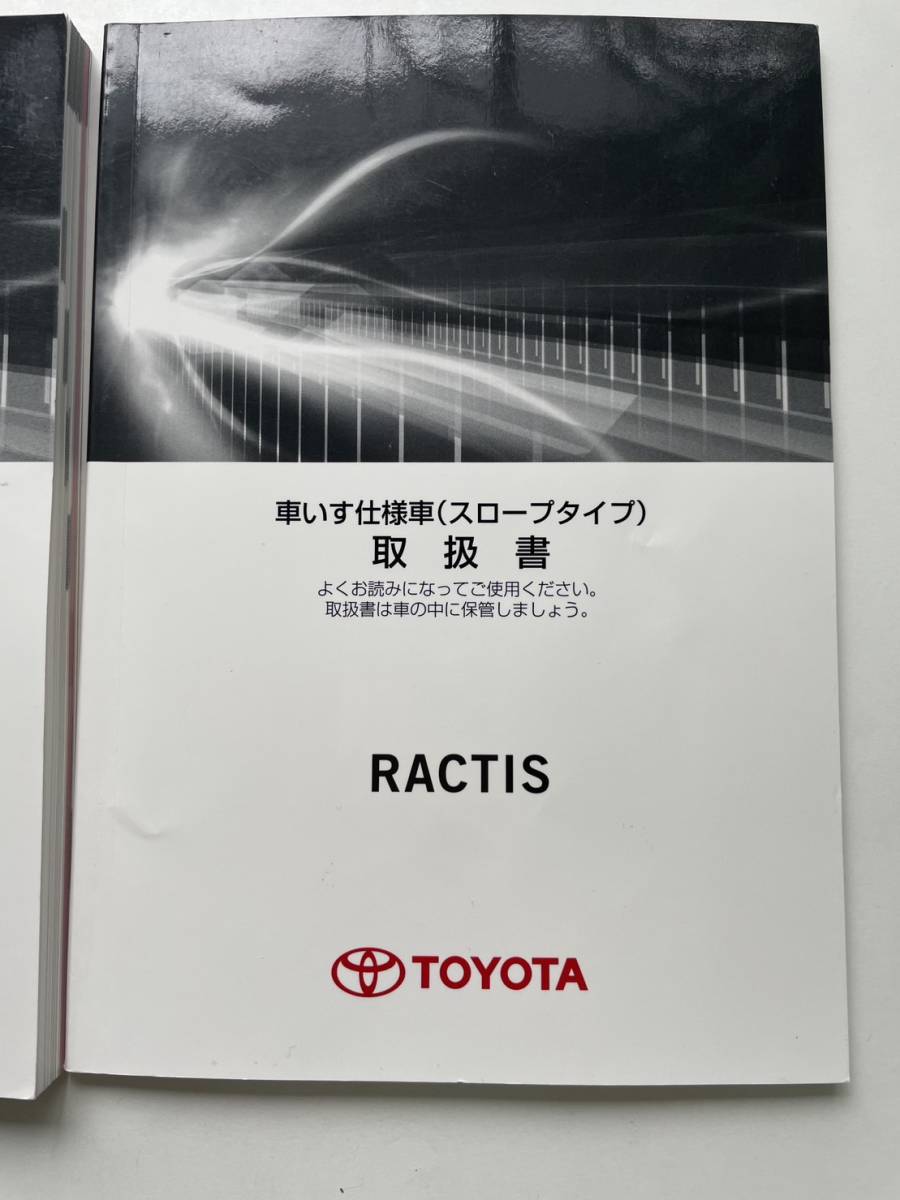 車いす仕様車(スロープタイプ)
取扱書
よくお読みになってご使用ください。
取扱書は車の中に保管しましょう。
RACTIS
TOYOTA